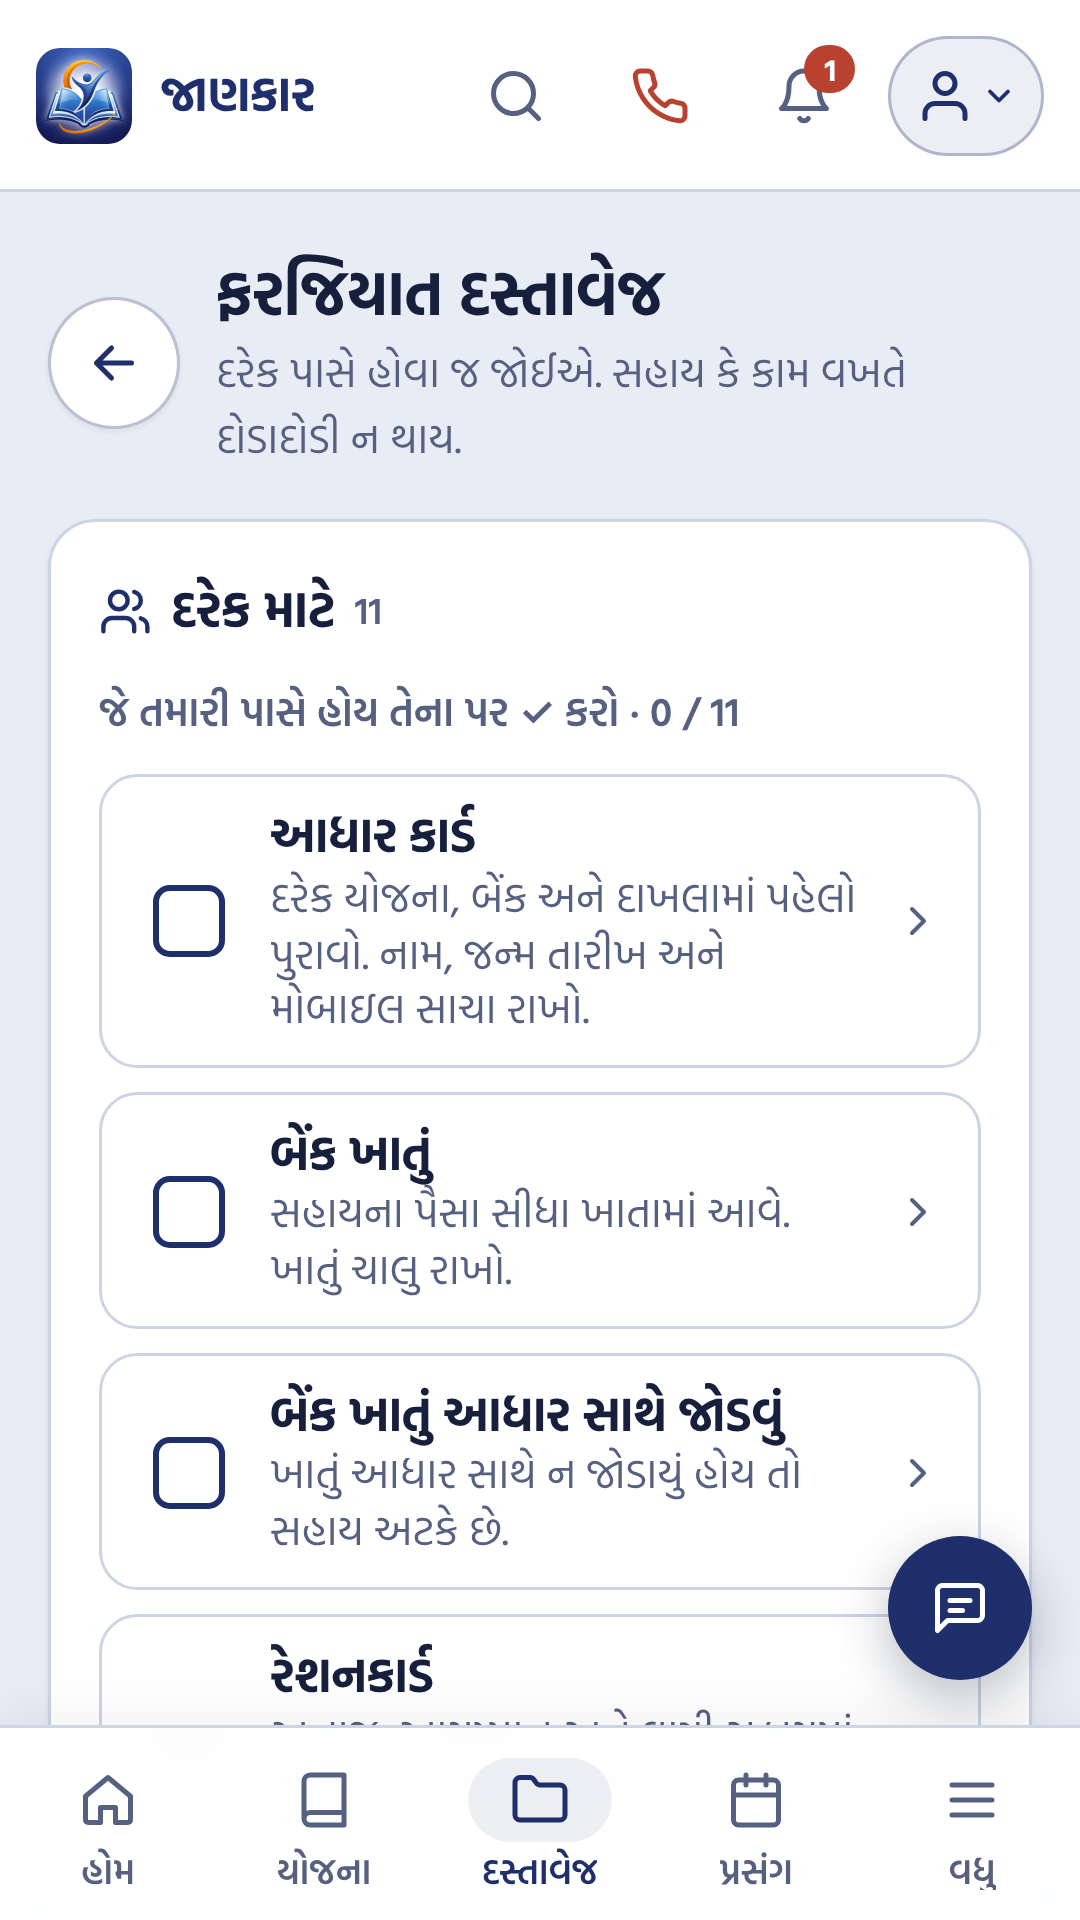 જાણકાર
1
ફરજિયાત દસ્તાવેજ
દરેક પાસે હોવા જ જોઈએ. સહાય કે કામ વખતે
દોડાદોડી ન થાય.
દરેક માટે 11
જે તમારી પાસે હોય તેના પર ✓ કરો · 0 / 11
આધાર કાર્ડ
દરેક યોજના, બેંક અને દાખલામાં પહેલો
પુરાવો. નામ, જન્મ તારીખ અને
મોબાઇલ સાચા રાખો.
બેંક ખાતું
સહાયના પૈસા સીધા ખાતામાં આવે.
ખાતું ચાલુ રાખો.
બેંક ખાતું આધાર સાથે જોડવું
ખાતું આધાર સાથે ન જોડાયું હોય તો
સહાય અટકે છે.
રેશનકાર્ડ
હોમ
યોજના
દસ્તાવેજ
પ્રસંગ
વધુ